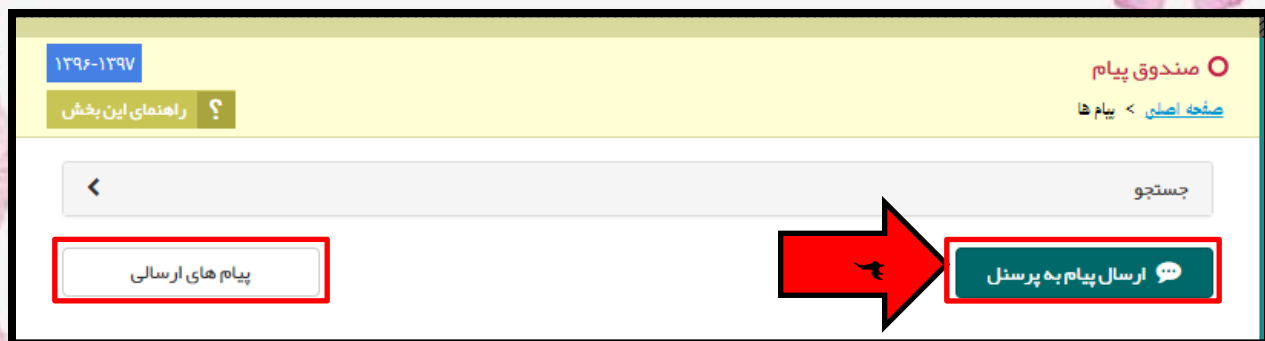 صندوق پیام
۱۳۹۶-۱۳۹۷
صفحه اصلی > پیام ها
راهنمای این بخش ?
جستجو
ارسال پیام به پرسنل
پیام های ارسالی